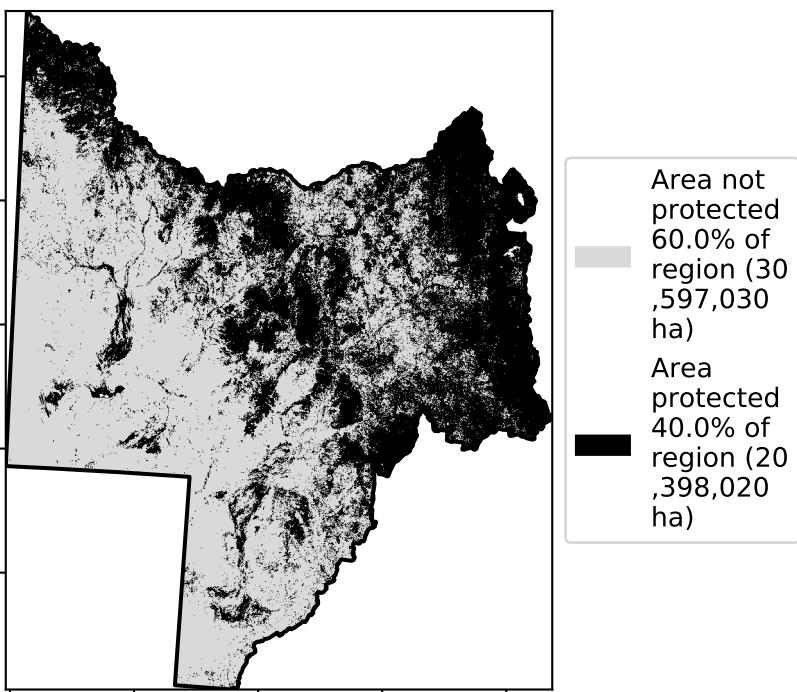 Area not
protected
60.0% of
region (30
,597,030
ha)
Area
protected
40.0% of
region (20
,398,020
ha)